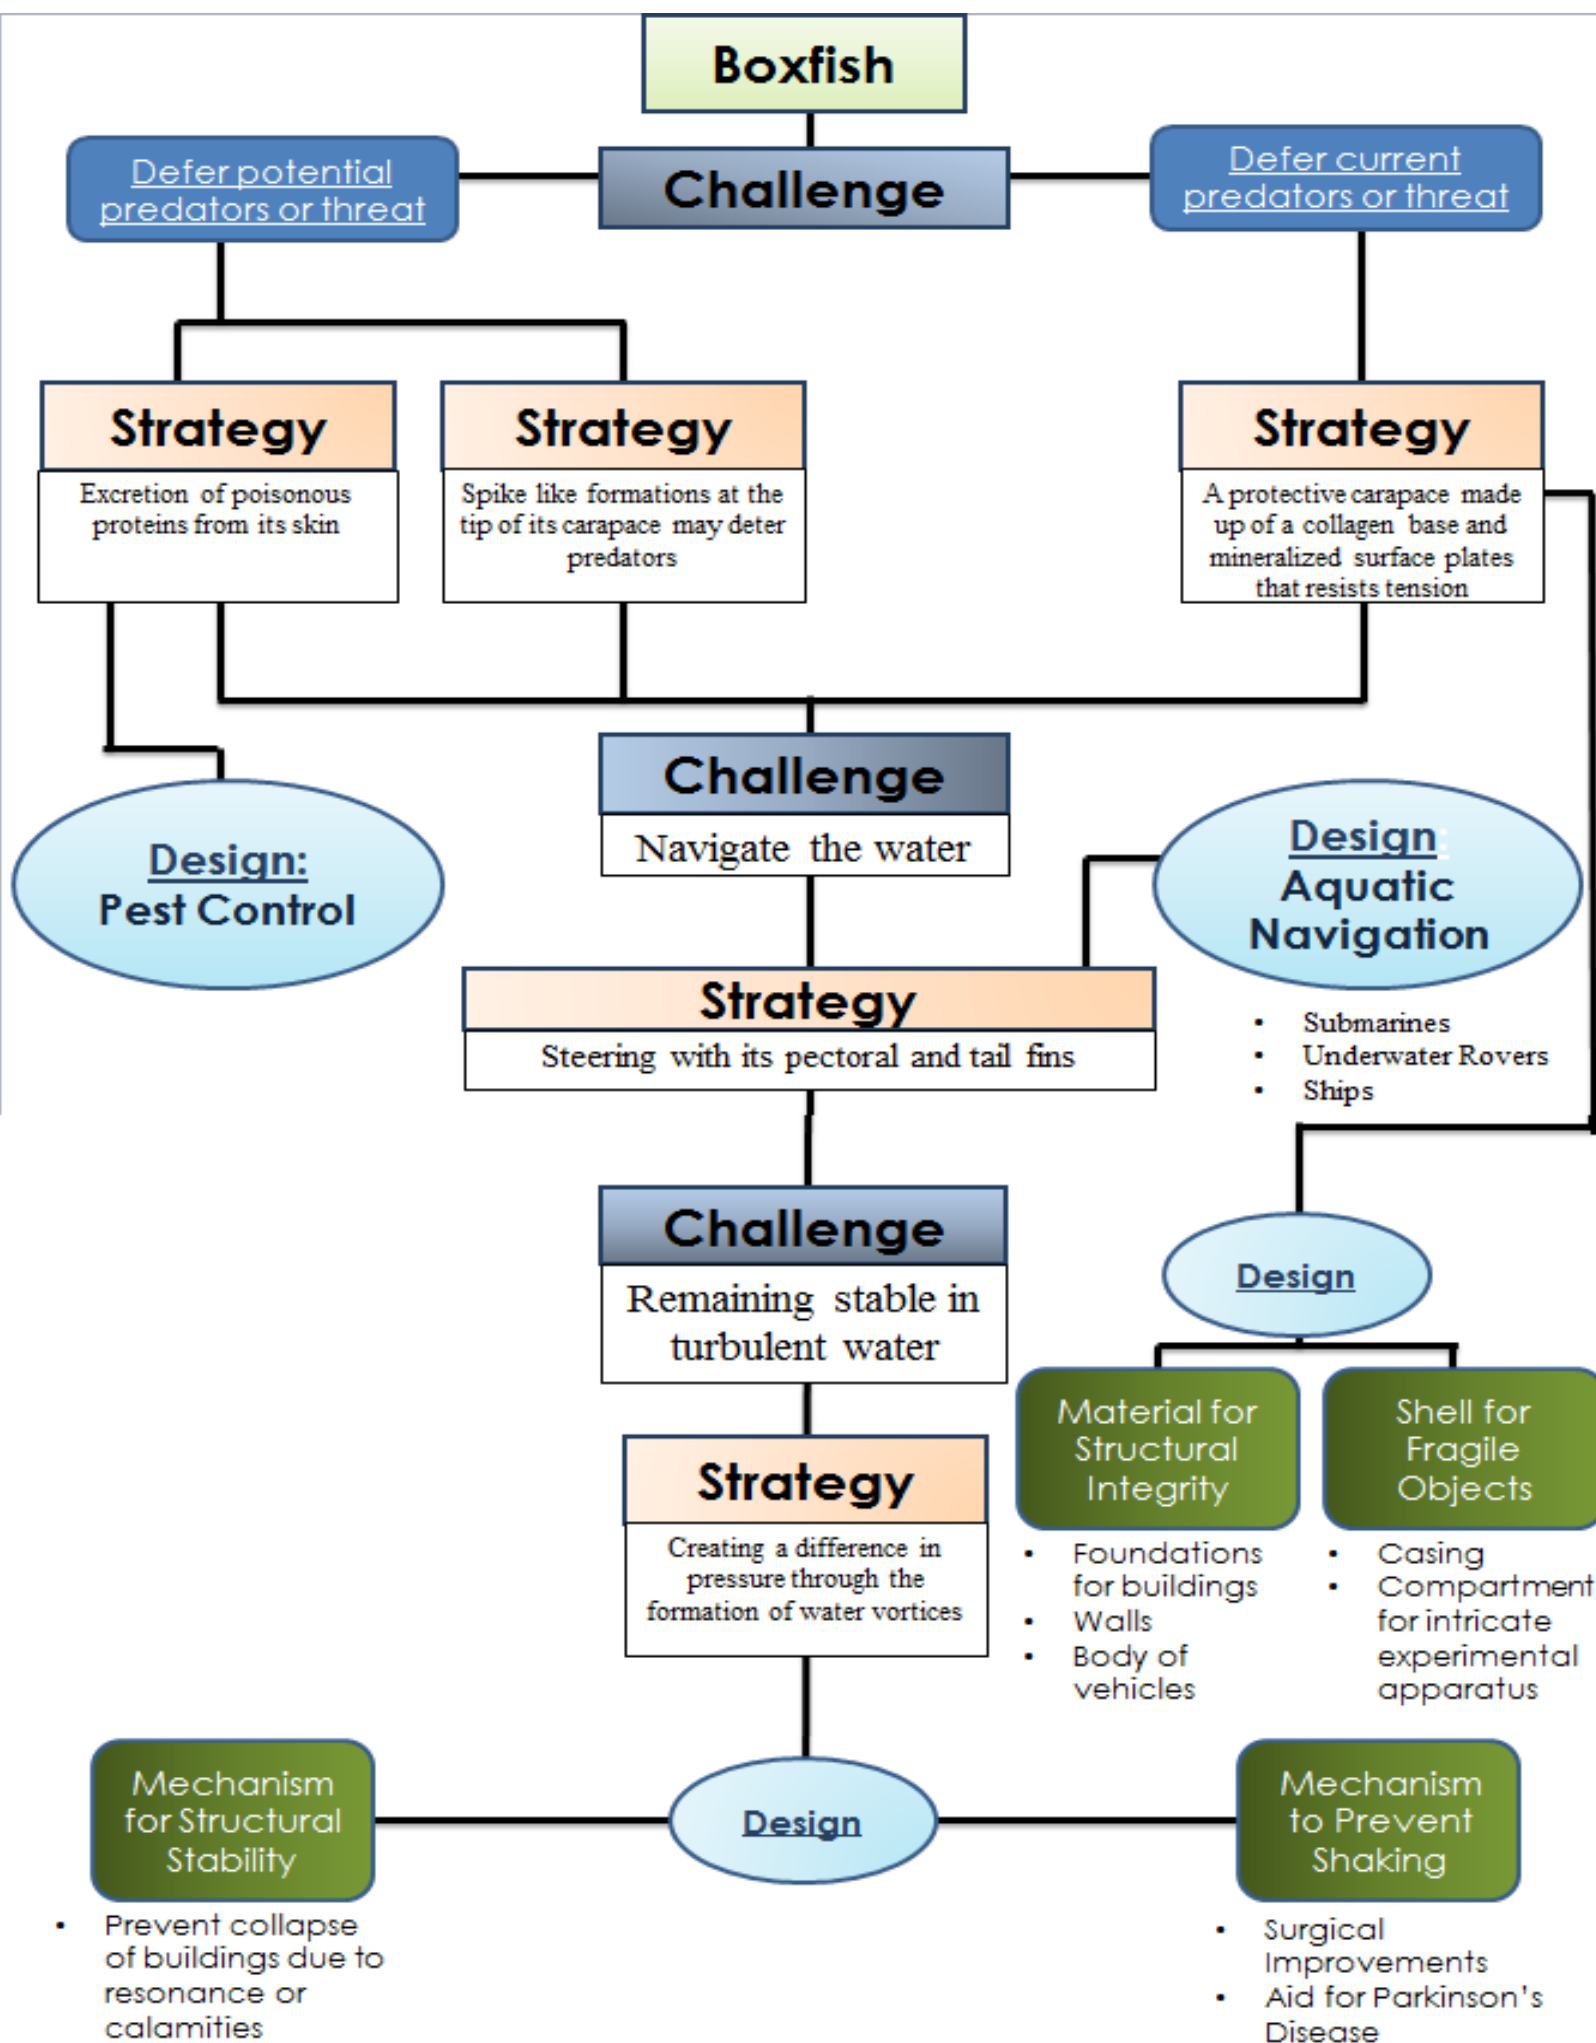 Boxfish
Challenge
Defer potential
predators or threat
Defer current
predators or threat
Strategy
Excretion of poisonous
proteins from its skin
Strategy
Spike like formations at the
tip of its carapace may deter
predators
Strategy
A protective carapace made
up of a collagen base and
mineralized surface plates
that resists tension
Challenge
Navigate the water
Design:
Pest Control
Design:
Aquatic
Navigation
• Submarines
• Underwater Rovers
• Ships
Strategy
Steering with its pectoral and tail fins
Challenge
Remaining stable in
turbulent water
Design
Material for
Structural
Integrity
• Foundations
for buildings
• Walls
• Body of
vehicles
Shell for
Fragile
Objects
• Casing
• Compartment
for intricate
experimental
apparatus
Strategy
Creating a difference in
pressure through the
formation of water vortices
Design
Mechanism
for Structural
Stability
• Prevent collapse
of buildings due to
resonance or
calamities
Mechanism
to Prevent
Shaking
• Surgical
Improvements
• Aid for Parkinson's
Disease